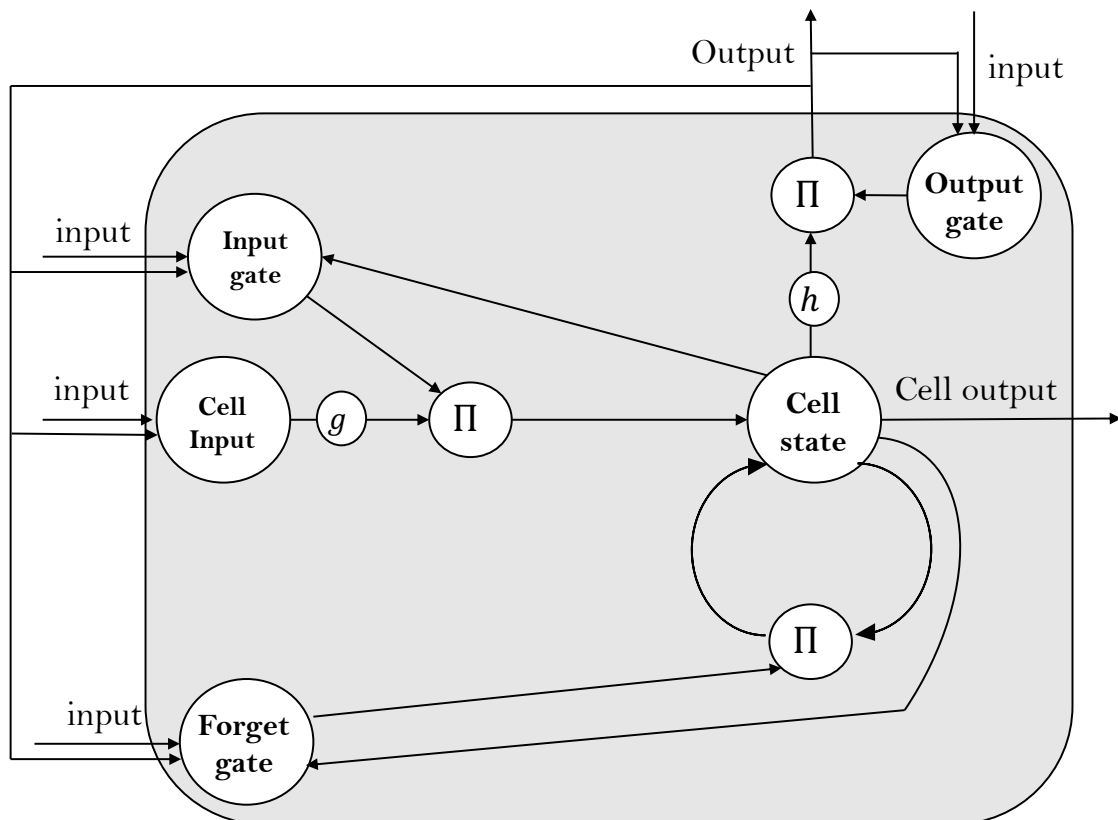 Output
input
Output
gate
Π
input
Input
gate
h
input
Cell
Input
g
Π
Cell
state
Cell output
Π
input
Forget
gate